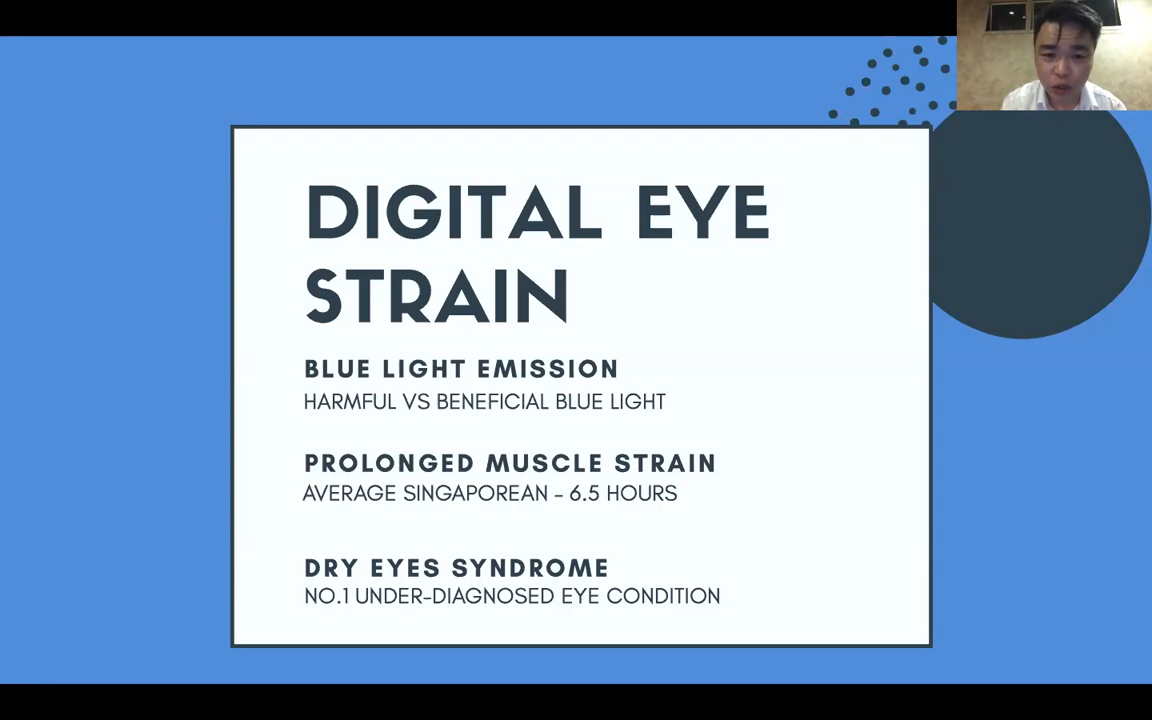 DIGITAL EYE
STRAIN
BLUE LIGHT EMISSION
HARMFUL VS BENEFICIAL BLUE LIGHT
PROLONGED MUSCLE STRAIN
AVERAGE SINGAPOREAN – 6.5 HOURS
DRY EYES SYNDROME
NO.1 UNDER-DIAGNOSED EYE CONDITION